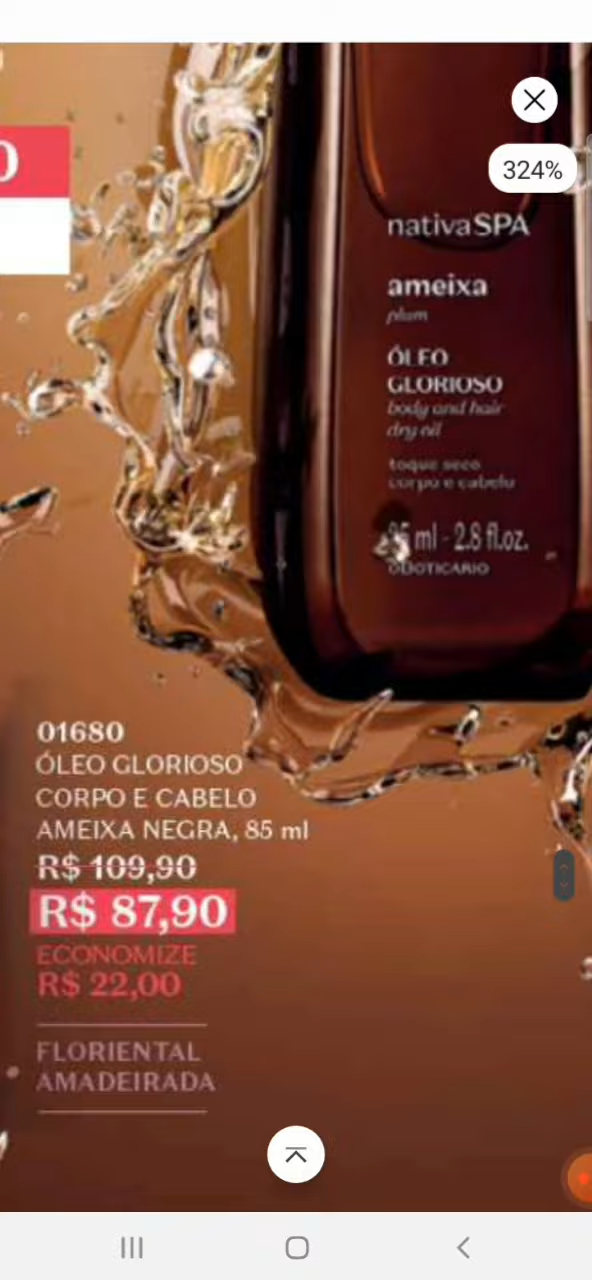 0
324%
nativaSPA
ameixa
plum
ÓLEO
GLORIOSO
body and hair
dry oil
toque seco
corpo e cabelo
ml - 2.8 fl.oz.
OBOTICÁRIO
01680
ÓLEO GLORIOSO
CORPO E CABELO
AMEIXA NEGRA, 85 ml
R$ 109,90
R$ 87,90
ECONOMIZE
R$ 22,00
FLORIENTAL
AMADEIRADA